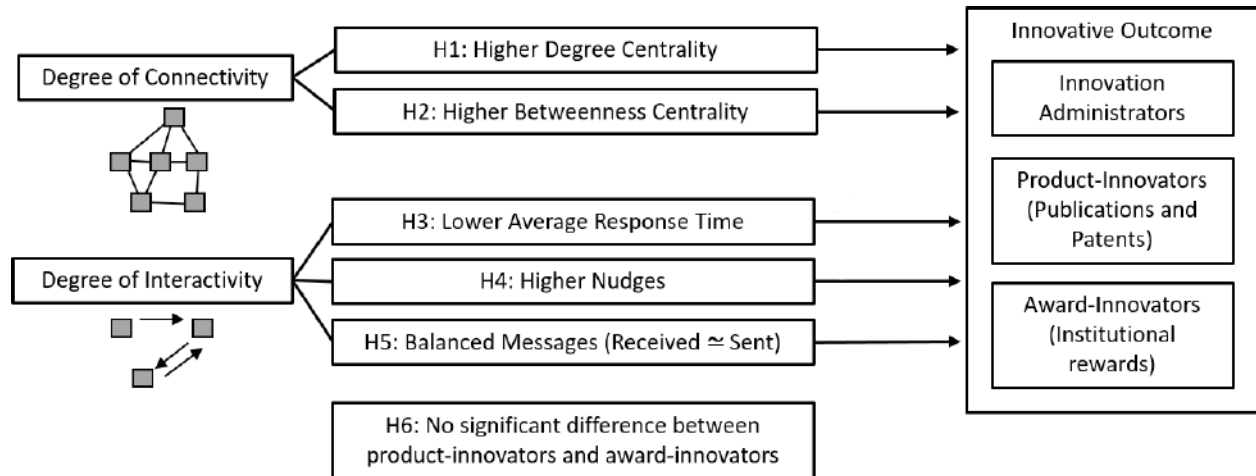 Degree of Connectivity
H1: Higher Degree Centrality
H2: Higher Betweenness Centrality
Degree of Interactivity
H3: Lower Average Response Time
H4: Higher Nudges
H5: Balanced Messages (Received ≃ Sent)
H6: No significant difference between
product-innovators and award-innovators
Innovative Outcome
Innovation
Administrators
Product-Innovators
(Publications and
Patents)
Award-Innovators
(Institutional
rewards)